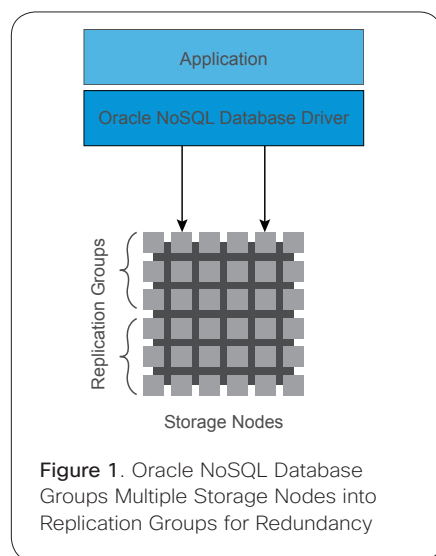 Application
Oracle NoSQL Database Driver
Replication Groups
Storage Nodes
Figure 1. Oracle NoSQL Database
Groups Multiple Storage Nodes into
Replication Groups for Redundancy